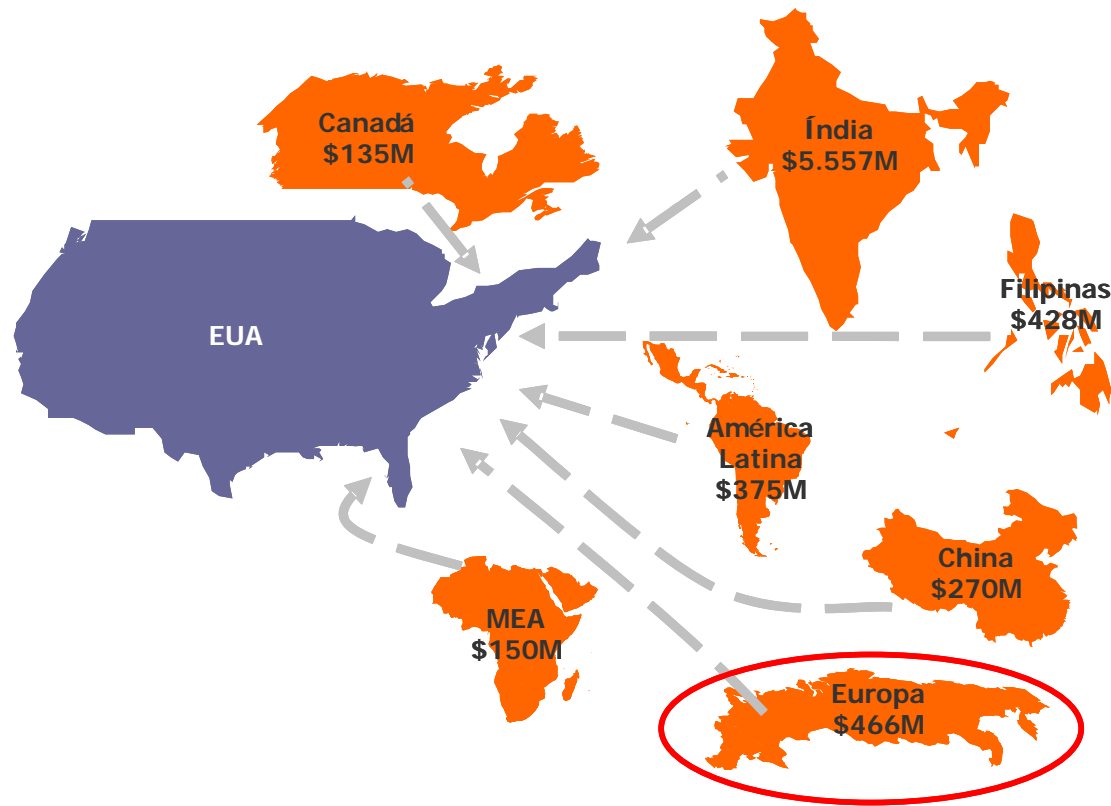 Canadá
$135M
Índia
$5.557M
EUA
Filipinas
$428M
América
Latina
$375M
China
$270M
MEA
$150M
Europa
$466M